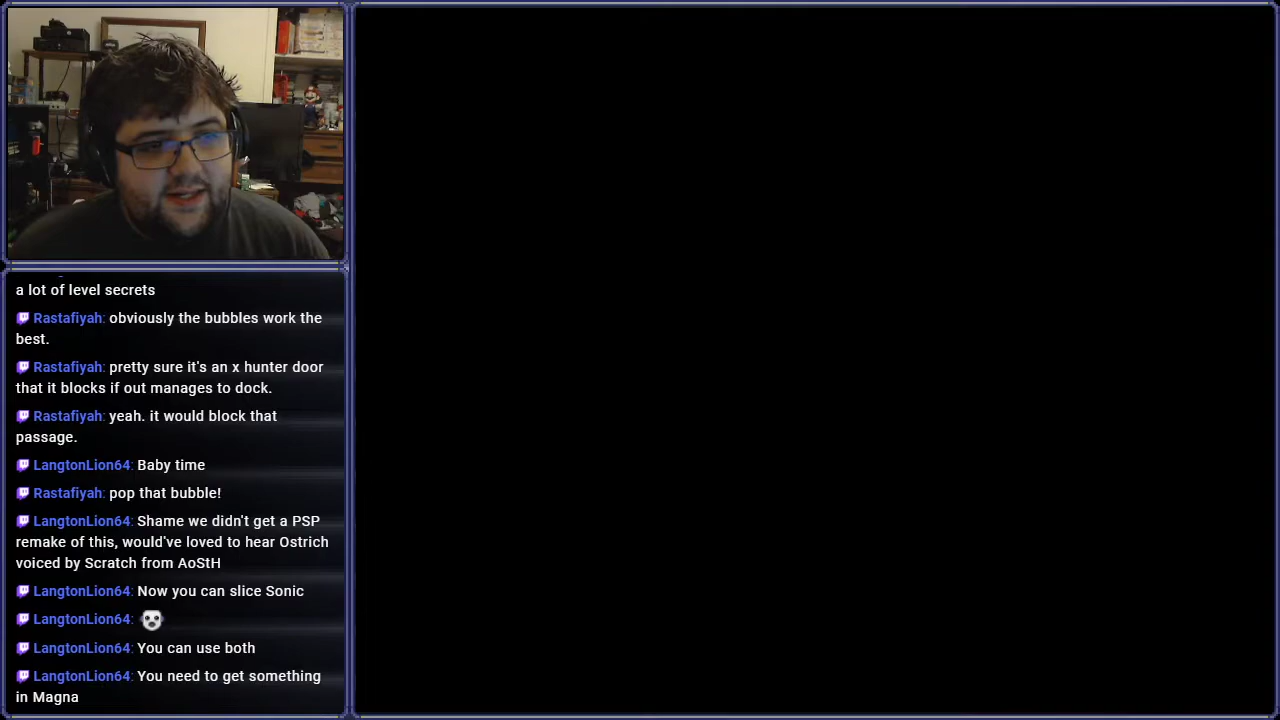 a lot of level secrets
Rastafiyah: obviously the bubbles work the
best.
Rastafiyah: pretty sure it's an x hunter door
that it blocks if out manages to dock.
Rastafiyah: yeah. it would block that
passage.
LangtonLion64: Baby time
Rastafiyah: pop that bubble!
LangtonLion64: Shame we didn't get a PSP
remake of this, would've loved to hear Ostrich
voiced by Scratch from AoStH
LangtonLion64: Now you can slice Sonic
LangtonLion64:
LangtonLion64: You can use both
LangtonLion64: You need to get something
in Magna